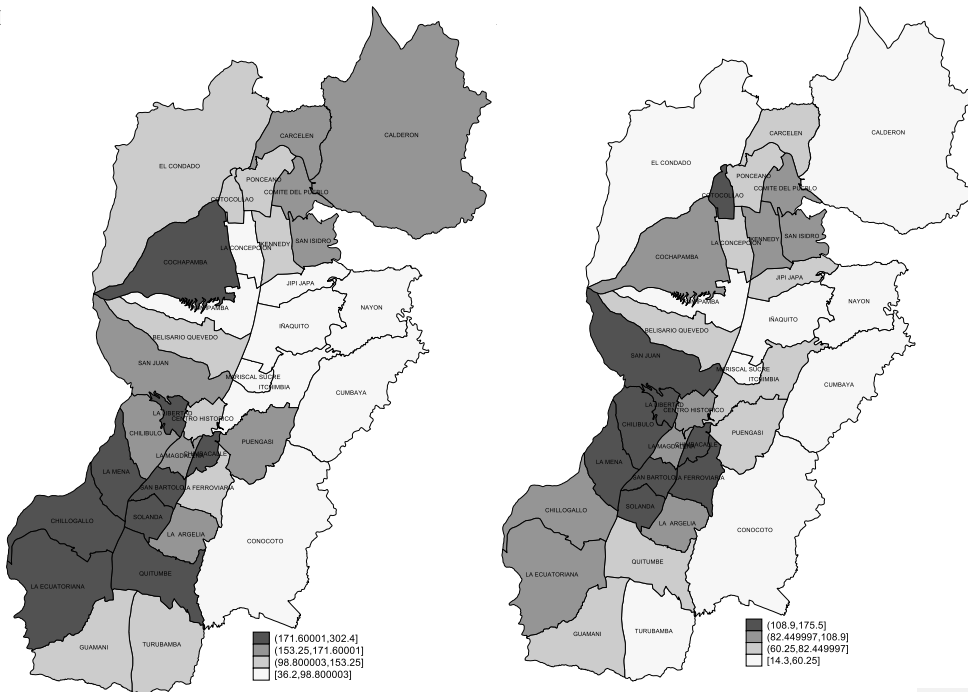 CALDERON
CARCELEN
EL CONDADO
PONCEANO
COMITE DEL PUEBLO
COTOCOLLAO
LA CONCEPCION
KENNEDY
SAN ISIDRO
COCHAPAMBA
JIPI JAPA
NAYON
IÑAQUITO
BELISARIO QUEVEDO
SAN JUAN
MARISCAL SUCRE
ITCHIMBIA
CUMBAYA
LA LIBERTAD
CENTRO HISTORICO
CHILIBULO
PUENGASI
LA MAGDALENA
CHIMBACALLE
LA MENA
SAN BARTOLO
LA FERROVIARIA
SOLANDA
CHILLOGALLO
LA ARGELIA
CONOCOTO
QUITUMBE
LA ECUATORIANA
GUAMANI
TURUBAMBA
(171.60001,302.4]
(153.25,171.60001]
(98.800003,153.25]
[36.2,98.800003]
CALDERON
CARCELEN
EL CONDADO
PONCEANO
COMITE DEL PUEBLO
COTOCOLLAO
LA CONCEPCION
KENNEDY
SAN ISIDRO
COCHAPAMBA
JIPI JAPA
NAYON
IÑAQUITO
BELISARIO QUEVEDO
SAN JUAN
MARISCAL SUCRE
ITCHIMBIA
CUMBAYA
LA LIBERTAD
CENTRO HISTORICO
CHILIBULO
PUENGASI
LA MAGDALENA
CHIMBACALLE
LA MENA
SAN BARTOLO
LA FERROVIARIA
SOLANDA
CHILLOGALLO
LA ARGELIA
CONOCOTO
QUITUMBE
LA ECUATORIANA
GUAMANI
TURUBAMBA
(108.9,175.5]
(82.449997,108.9]
(60.25,82.449997]
[14.3,60.25]